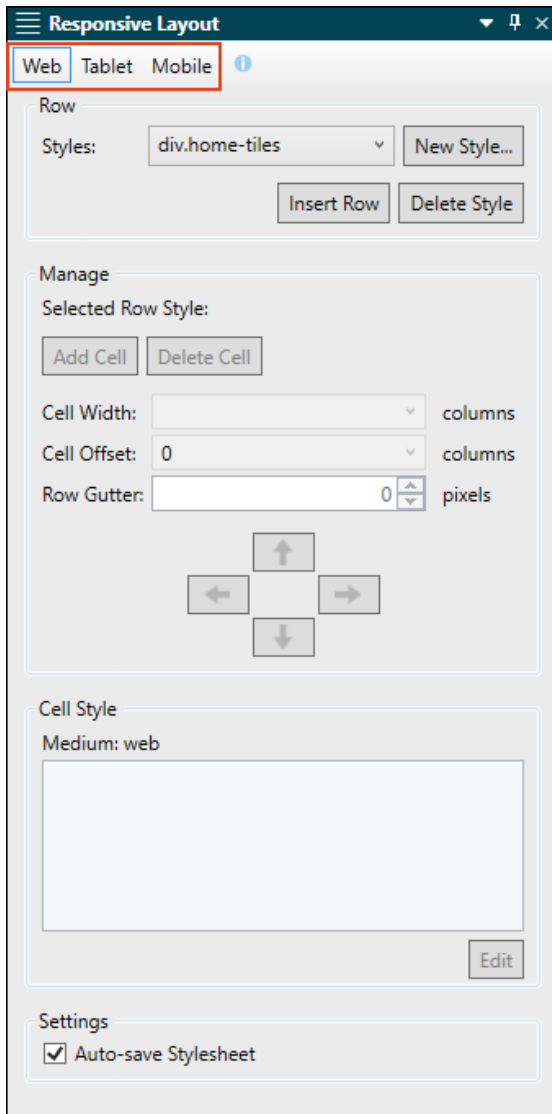 Responsive Layout
Web Tablet Mobile
Row
Styles: div.home-tiles New Style...
Insert Row Delete Style
Manage
Selected Row Style:
Add Cell Delete Cell
Cell Width: columns
Cell Offset: 0 columns
Row Gutter: 0 pixels
Cell Style
Medium: web
Edit
Settings
Auto-save Stylesheet